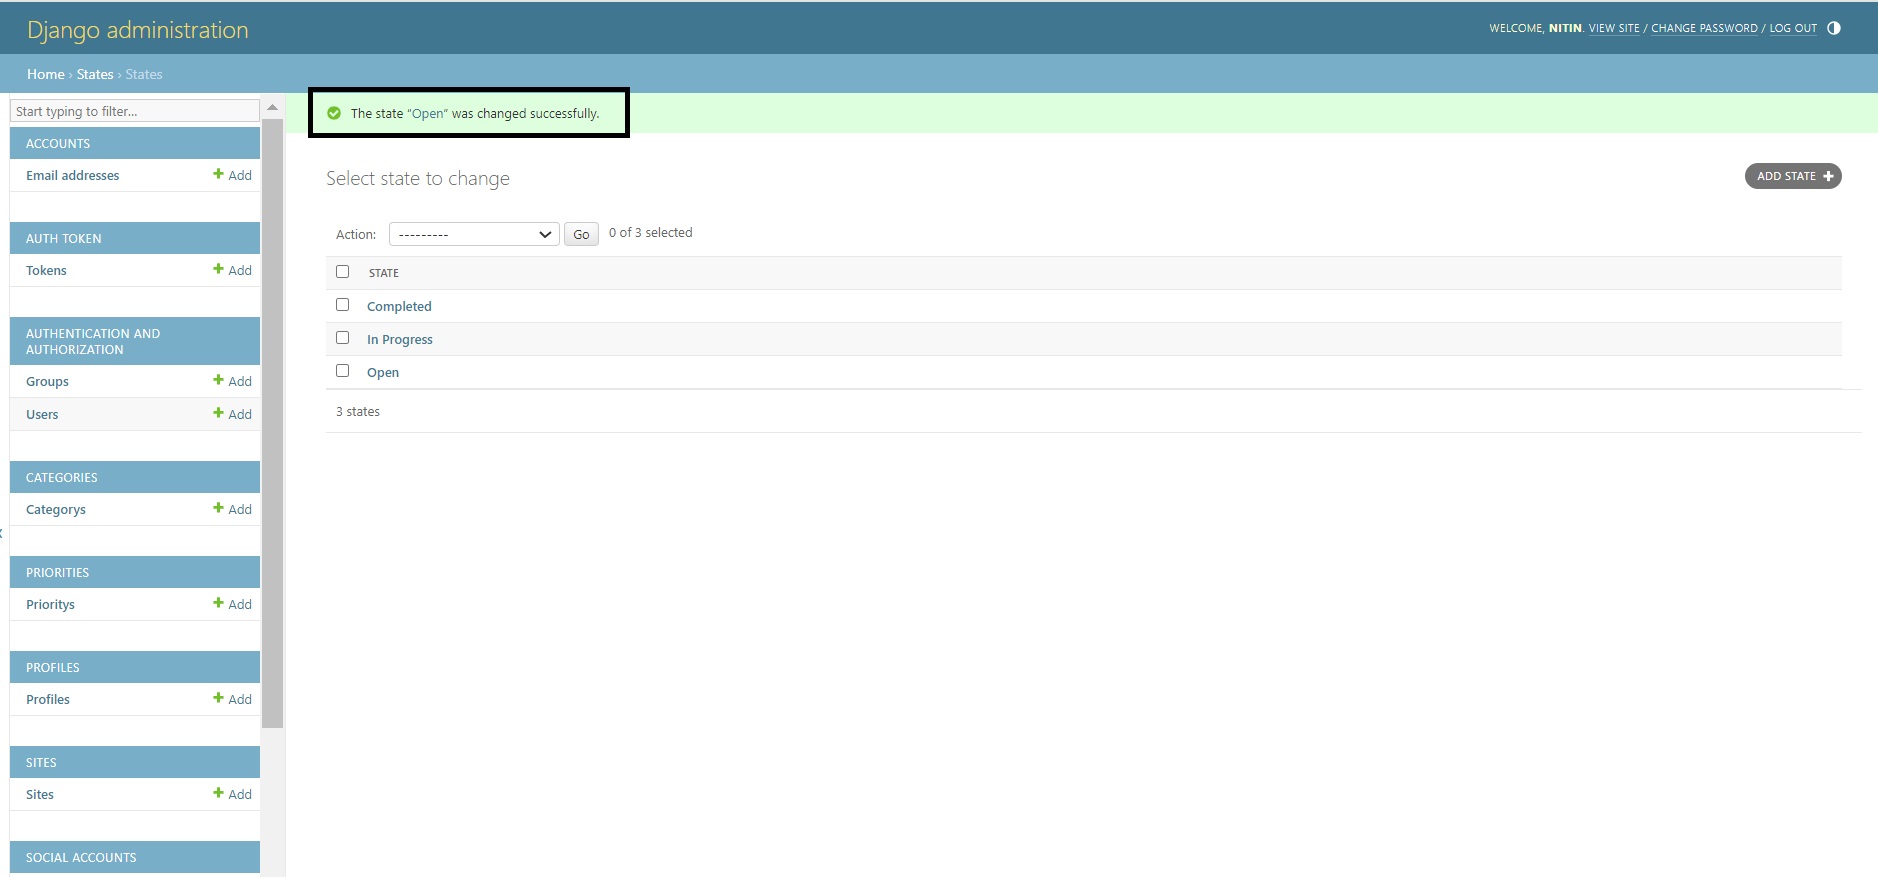 Django administration
WELCOME, NITIN. VIEW SITE / CHANGE PASSWORD / LOG OUT
Home › States › States
Start typing to filter...
ACCOUNTS
Email addresses
Add
AUTH TOKEN
Tokens
Add
AUTHENTICATION AND
AUTHORIZATION
Groups
Add
Users
Add
CATEGORIES
Categorys
Add
PRIORITIES
Prioritys
Add
PROFILES
Profiles
Add
SITES
Sites
Add
SOCIAL ACCOUNTS
The state “Open” was changed successfully.
Select state to change
ADD STATE
Action: --------- Go 0 of 3 selected
STATE
Completed
In Progress
Open
3 states